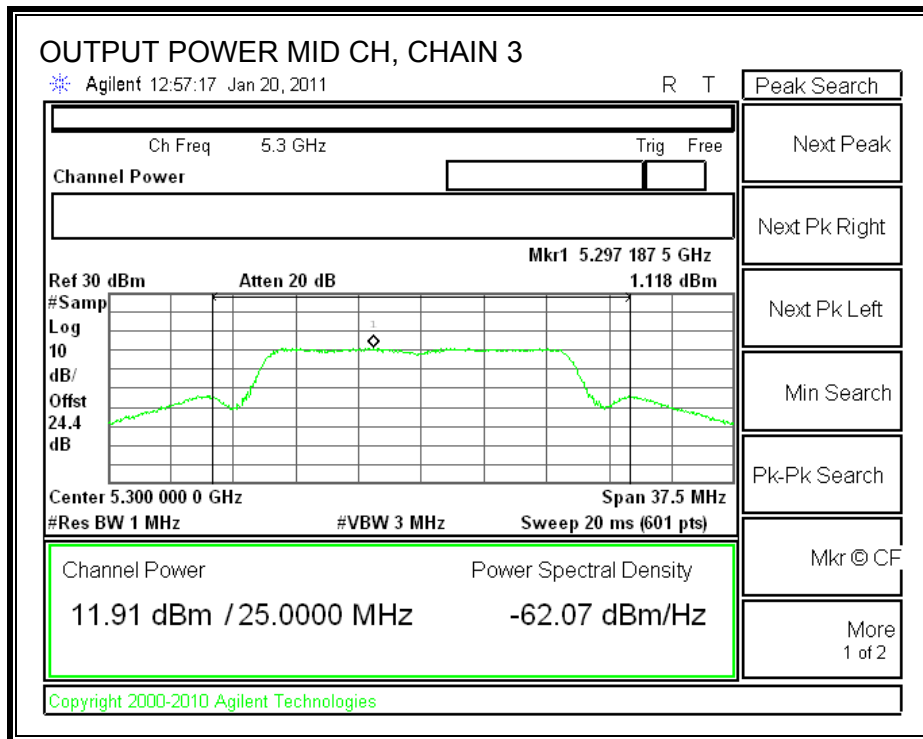 OUTPUT POWER MID CH, CHAIN 3
Agilent 12:57:17 Jan 20, 2011 R T
Peak Search
Ch Freq 5.3 GHz Trig Free
Next Peak
Channel Power
Next Pk Right
Mkr1 5.297 187 5 GHz
Ref 30 dBm Atten 20 dB 1.118 dBm
#Samp
Log
10
dB/
Offst
24.4
dB
1
Next Pk Left
Min Search
Pk-Pk Search
Center 5.300 000 0 GHz Span 37.5 MHz
#Res BW 1 MHz #VBW 3 MHz Sweep 20 ms (601 pts)
Channel Power Power Spectral Density
Mkr © CF
11.91 dBm / 25.0000 MHz -62.07 dBm/Hz
More
1 of 2
Copyright 2000-2010 Agilent Technologies